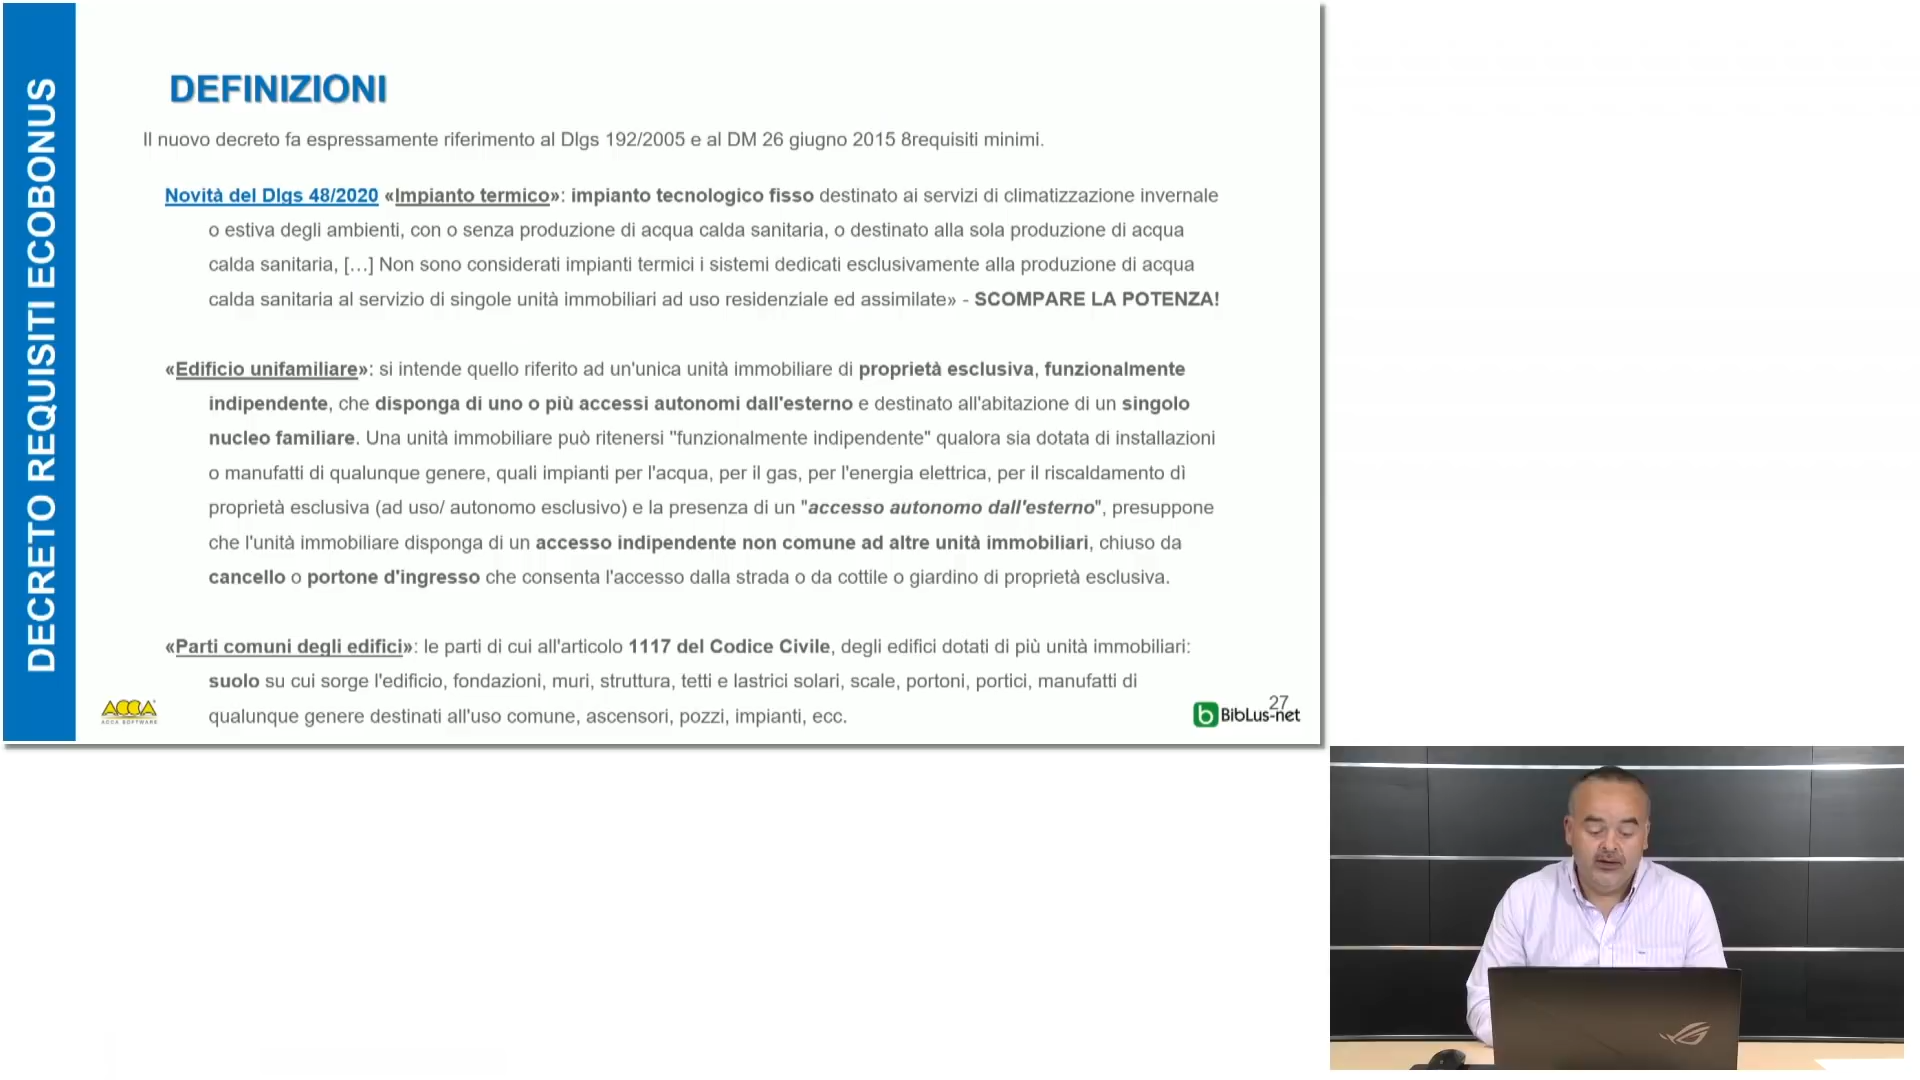 DECRETO REQUISITI ECOBONUS
DEFINIZIONI
Il nuovo decreto fa espressamente riferimento al Dlgs 192/2005 e al DM 26 giugno 2015 8requisiti minimi.
Novità del Dlgs 48/2020 «Impianto termico»: impianto tecnologico fisso destinato ai servizi di climatizzazione invernale
o estiva degli ambienti, con o senza produzione di acqua calda sanitaria, o destinato alla sola produzione di acqua
calda sanitaria, […] Non sono considerati impianti termici i sistemi dedicati esclusivamente alla produzione di acqua
calda sanitaria al servizio di singole unità immobiliari ad uso residenziale ed assimilate» - SCOMPARE LA POTENZA!
«Edificio unifamiliare»: si intende quello riferito ad un'unica unità immobiliare di proprietà esclusiva, funzionalmente
indipendente, che disponga di uno o più accessi autonomi dall'esterno e destinato all'abitazione di un singolo
nucleo familiare. Una unità immobiliare può ritenersi "funzionalmente indipendente" qualora sia dotata di installazioni
o manufatti di qualunque genere, quali impianti per l'acqua, per il gas, per l'energia elettrica, per il riscaldamento dì
proprietà esclusiva (ad uso/ autonomo esclusivo) e la presenza di un "accesso autonomo dall'esterno", presuppone
che l'unità immobiliare disponga di un accesso indipendente non comune ad altre unità immobiliari, chiuso da
cancello o portone d'ingresso che consenta l'accesso dalla strada o da cottile o giardino di proprietà esclusiva.
«Parti comuni degli edifici»: le parti di cui all'articolo 1117 del Codice Civile, degli edifici dotati di più unità immobiliari:
suolo su cui sorge l'edificio, fondazioni, muri, struttura, tetti e lastrici solari, scale, portoni, portici, manufatti di
qualunque genere destinati all'uso comune, ascensori, pozzi, impianti, ecc.
ACCA
ACCA SOFTWARE
27
b BibLus-net